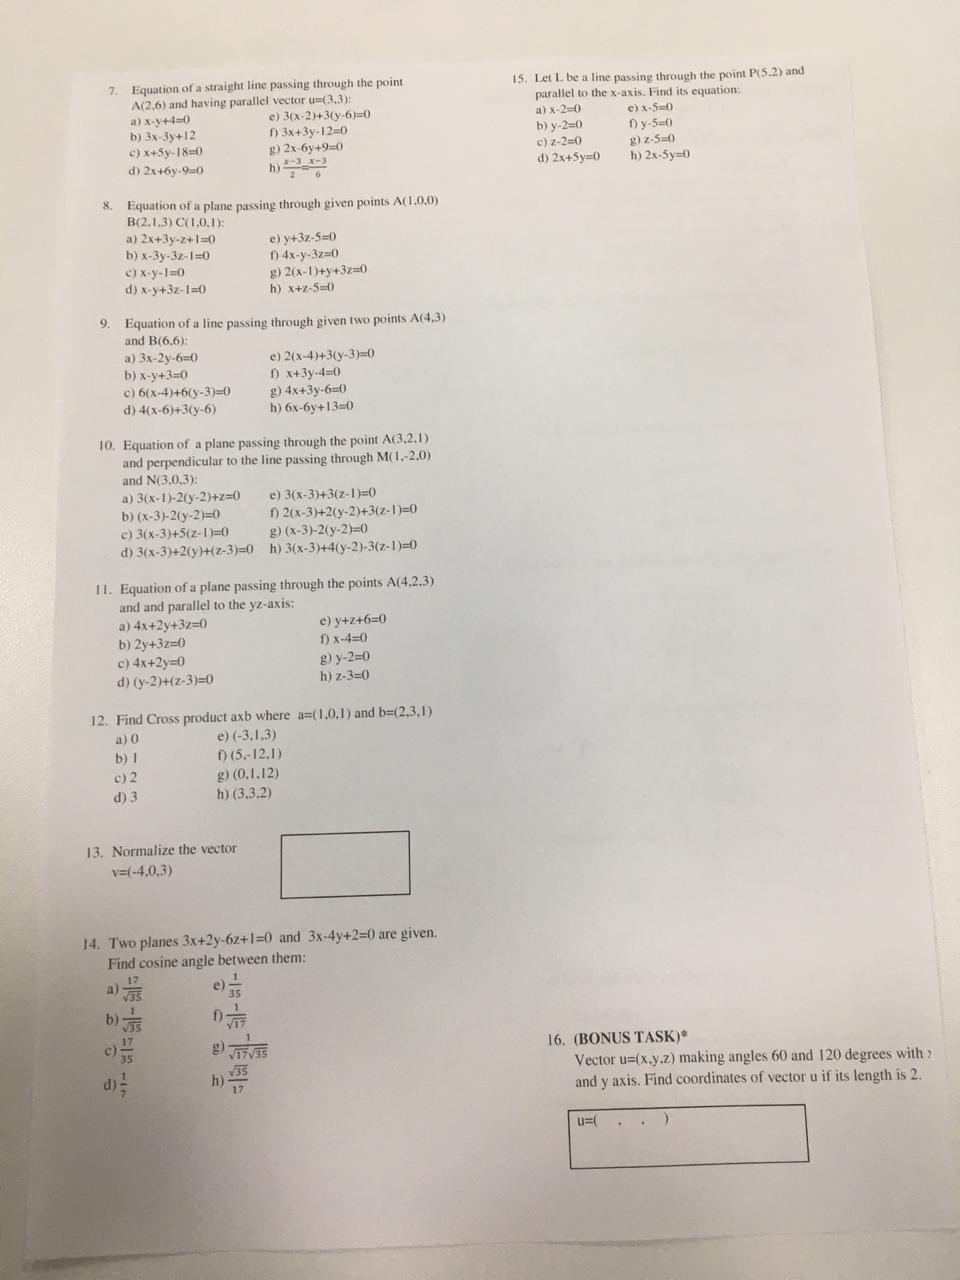 7. Equation of a straight line passing through the point
A(2,6) and having parallel vector u=(3,3):
a) x-y+4=0 e) 3(x-2)+3(y-6)=0
b) 3x-3y+12 f) 3x+3y-12=0
c) x+5y-18=0 g) 2x-6y+9=0
d) 2x+6y-9=0 h) x-3/2=x-3/6
8. Equation of a plane passing through given points A(1,0,0)
B(2,1,3) C(1,0,1):
a) 2x+3y-z+1=0 e) y+3z-5=0
b) x-3y-3z-1=0 f) 4x-y-3z=0
c) x-y-1=0 g) 2(x-1)+y+3z=0
d) x-y+3z-1=0 h) x+z-5=0
9. Equation of a line passing through given two points A(4,3)
and B(6,6):
a) 3x-2y-6=0 e) 2(x-4)+3(y-3)=0
b) x-y+3=0 f) x+3y-4=0
c) 6(x-4)+6(y-3)=0 g) 4x+3y-6=0
d) 4(x-6)+3(y-6) h) 6x-6y+13=0
10. Equation of a plane passing through the point A(3,2,1)
and perpendicular to the line passing through M(1,-2,0)
and N(3,0,3):
a) 3(x-1)-2(y-2)+z=0 e) 3(x-3)+3(z-1)=0
b) (x-3)-2(y-2)=0 f) 2(x-3)+2(y-2)+3(z-1)=0
c) 3(x-3)+5(z-1)=0 g) (x-3)-2(y-2)=0
d) 3(x-3)+2(y)+(z-3)=0 h) 3(x-3)+4(y-2)-3(z-1)=0
11. Equation of a plane passing through the points A(4,2,3)
and and parallel to the yz-axis:
a) 4x+2y+3z=0 e) y+z+6=0
b) 2y+3z=0 f) x-4=0
c) 4x+2y=0 g) y-2=0
d) (y-2)+(z-3)=0 h) z-3=0
12. Find Cross product axb where a=(1,0,1) and b=(2,3,1)
a) 0 e) (-3,1,3)
b) 1 f) (5,-12,1)
c) 2 g) (0,1,12)
d) 3 h) (3,3,2)
13. Normalize the vector
v=(-4,0,3)
14. Two planes 3x+2y-6z+1=0 and 3x-4y+2=0 are given.
Find cosine angle between them:
a) 17/√35 e) 1/35
b) 1/√35 f) 1/√17
c) 17/35 g) 1/√17√35
d) 1/7 h) √35/17
15. Let L be a line passing through the point P(5,2) and
parallel to the x-axis. Find its equation:
a) x-2=0 e) x-5=0
b) y-2=0 f) y-5=0
c) z-2=0 g) z-5=0
d) 2x+5y=0 h) 2x-5y=0
16. (BONUS TASK)*
Vector u=(x,y,z) making angles 60 and 120 degrees with
and y axis. Find coordinates of vector u if its length is 2.
u=( , , )